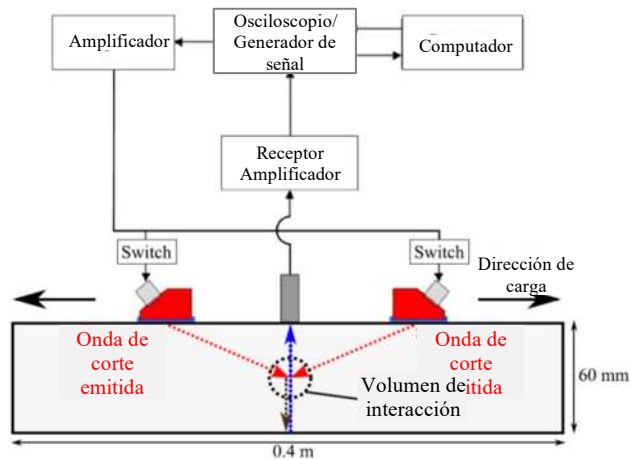 Amplificador
Osciloscopio/
Generador de
señal
Computador
Receptor
Amplificador
Switch
Switch
Dirección de
carga
Onda de
corte
emitida
Onda de
corte
itida
Volumen de
interacción
60 mm
0.4 m